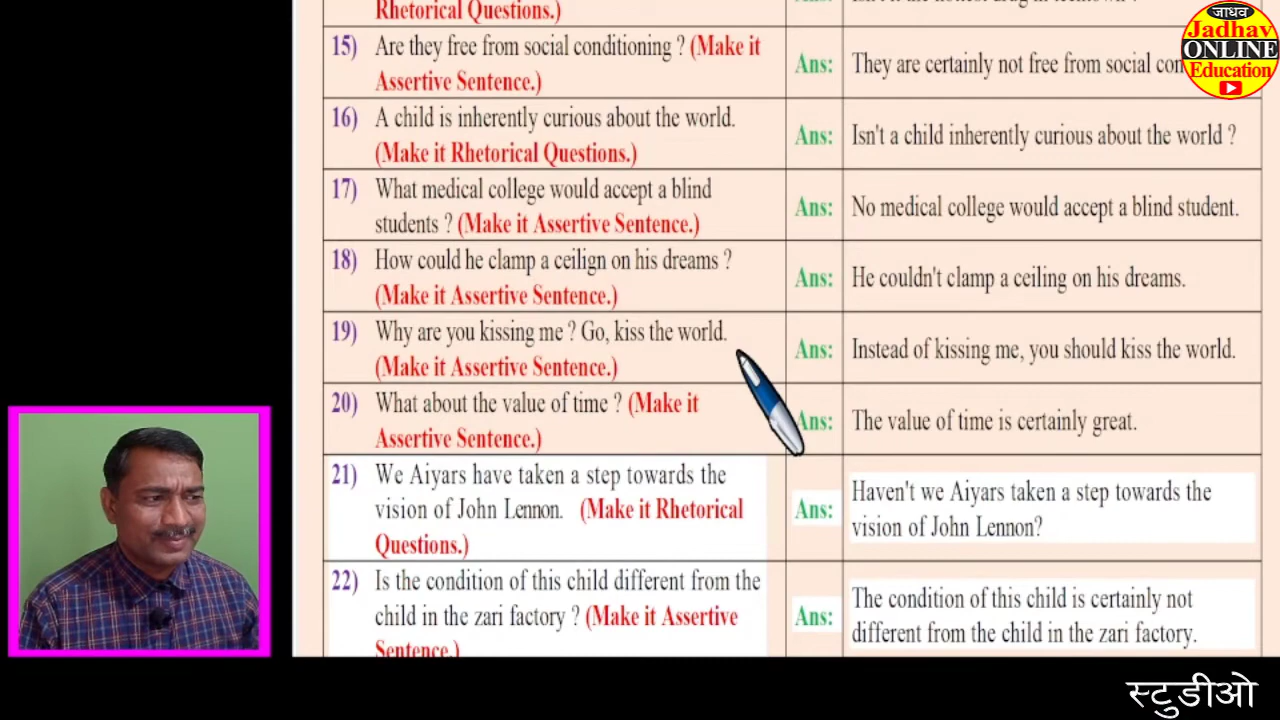 Rhetorical Questions.)
जाधव
Jadhav
ONLINE
Education
15) Are they free from social conditioning ? (Make it
Assertive Sentence.)
Ans: They are certainly not free from social con
16) A child is inherently curious about the world.
(Make it Rhetorical Questions.)
Ans: Isn't a child inherently curious about the world ?
17) What medical college would accept a blind
students ? (Make it Assertive Sentence.)
Ans: No medical college would accept a blind student.
18) How could he clamp a ceilign on his dreams ?
(Make it Assertive Sentence.)
Ans: He couldn't clamp a ceiling on his dreams.
19) Why are you kissing me ? Go, kiss the world.
(Make it Assertive Sentence.)
Ans: Instead of kissing me, you should kiss the world.
20) What about the value of time ? (Make it
Assertive Sentence.)
Ans: The value of time is certainly great.
21) We Aiyars have taken a step towards the
vision of John Lennon. (Make it Rhetorical
Questions.)
Ans: Haven't we Aiyars taken a step towards the
vision of John Lennon?
22) Is the condition of this child different from the
child in the zari factory ? (Make it Assertive
Sentence.)
Ans: The condition of this child is certainly not
different from the child in the zari factory.
स्टुडीओ